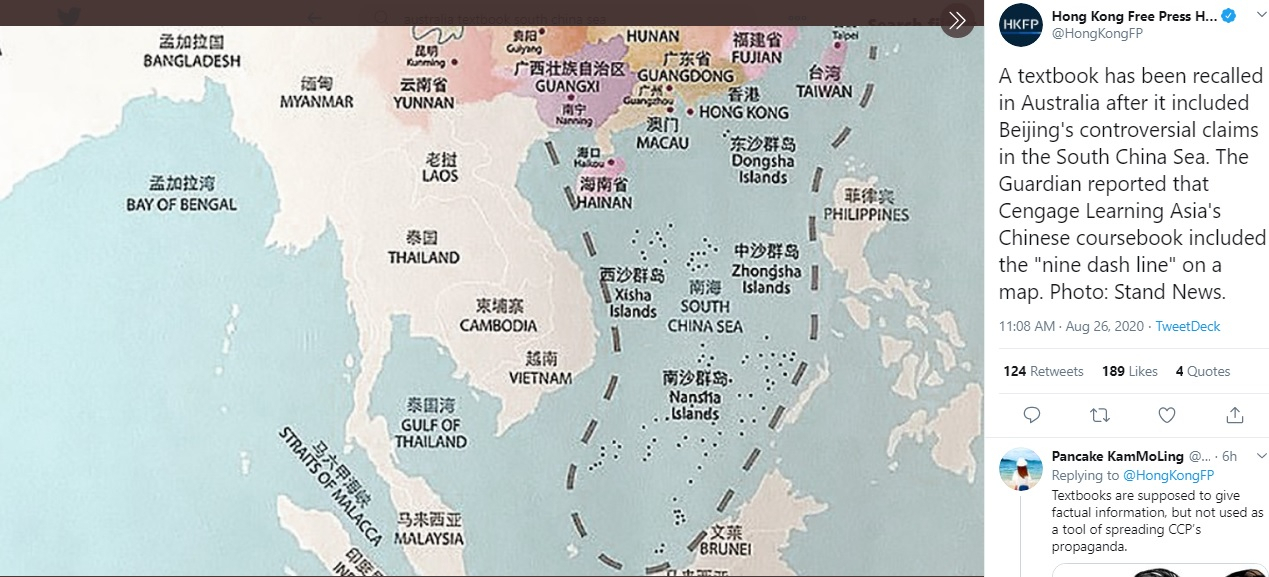 australia textbook south china sea
孟加拉国
BANGLADESH
缅甸
MYANMAR
昆明
Kunming
云南省
YUNNAN
贵阳
Guiyang
HUNAN
广西壮族自治区
GUANGXI
南宁
Nanning
广东省
GUANGDONG
广州
Guangzhou
福建省
FUJIAN
Taipei
台湾
TAIWAN
香港
HONG KONG
澳门
MACAU
东沙群岛
Dongsha
Islands
海口
Haikou
海南省
HAINAN
老挝
LAOS
孟加拉湾
BAY OF BENGAL
泰国
THAILAND
菲律宾
PHILIPPINES
西沙群岛
Xisha
Islands
中沙群岛
Zhongsha
Islands
南海
SOUTH
CHINA SEA
柬埔寨
CAMBODIA
越南
VIETNAM
南沙群岛
Nansha
Islands
泰国湾
GULF OF
THAILAND
马六甲海峡
STRAITS OF MALACCA
马来西亚
MALAYSIA
文莱
BRUNEI
HKFP
Hong Kong Free Press H...
@HongKongFP
A textbook has been recalled
in Australia after it included
Beijing's controversial claims
in the South China Sea. The
Guardian reported that
Cengage Learning Asia's
Chinese coursebook included
the "nine dash line" on a
map. Photo: Stand News.
11:08 AM · Aug 26, 2020 · TweetDeck
124 Retweets 189 Likes 4 Quotes
Pancake KamMoLing @... · 6h
Replying to @HongKongFP
Textbooks are supposed to give
factual information, but not used as
a tool of spreading CCP's
propaganda.